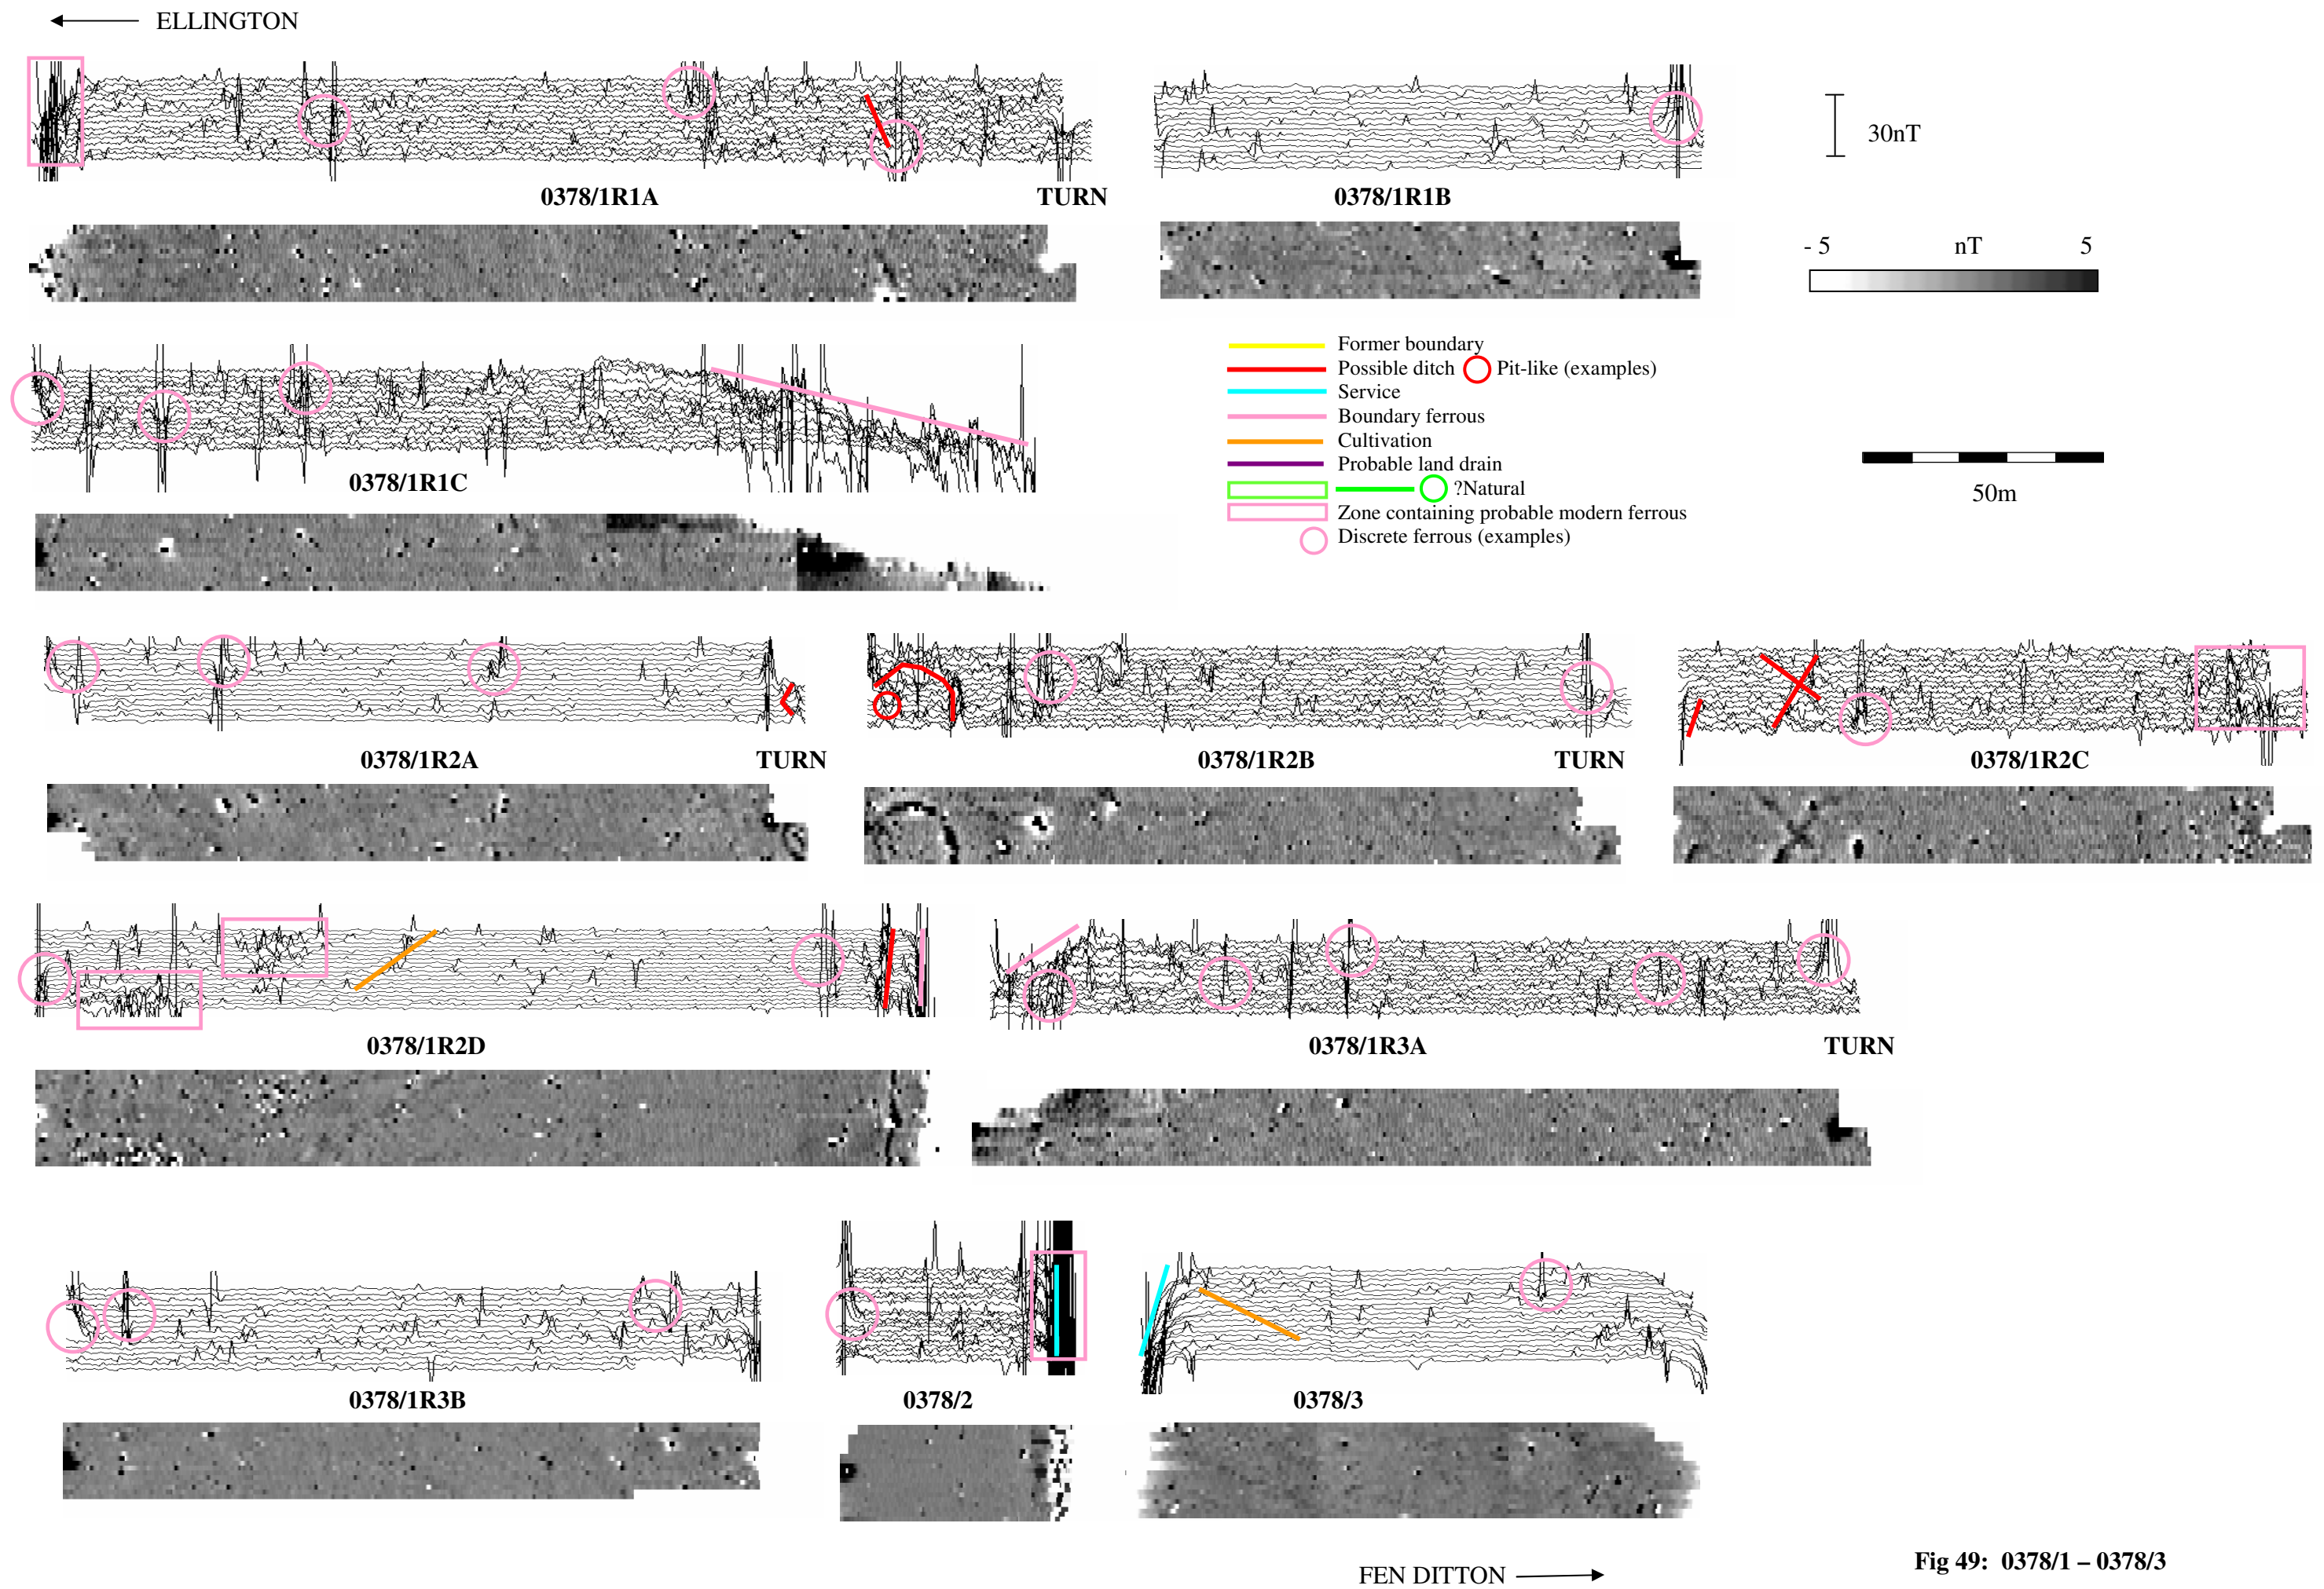 ELLINGTON
30nT
0378/1R1A
TURN
0378/1R1B
- 5 nT 5
Former boundary
Possible ditch Pit-like (examples)
Service
Boundary ferrous
Cultivation
Probable land drain
?Natural
Zone containing probable modern ferrous
Discrete ferrous (examples)
50m
0378/1R1C
0378/1R2A
TURN
0378/1R2B
TURN
0378/1R2C
0378/1R2D
0378/1R3A
TURN
0378/1R3B
0378/2
0378/3
FEN DITTON
Fig 49: 0378/1 – 0378/3